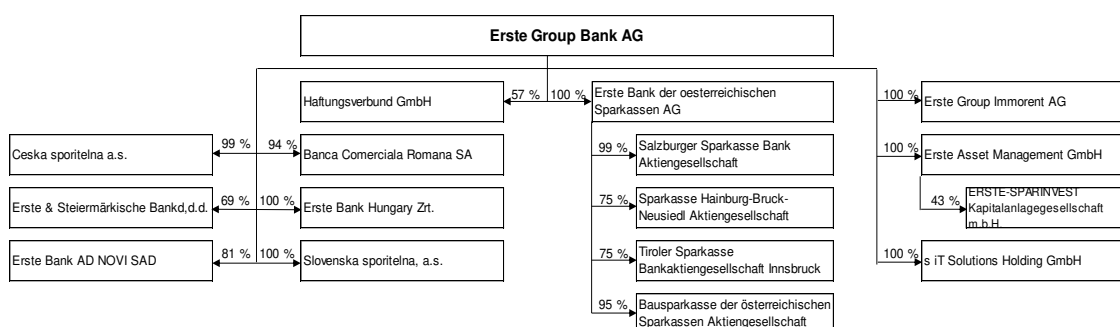 Erste Group Bank AG
Haftungsverbund GmbH
57 %
100 %
Erste Bank der oesterreichischen
Sparkassen AG
100 %
Erste Group Immorent AG
Ceska sporitelna a.s.
99 %
94 %
Banca Comerciala Romana SA
99 %
Salzburger Sparkasse Bank
Aktiengesellschaft
100 %
Erste Asset Management GmbH
Erste & Steiermärkische Bankd,d.d.
69 %
100 %
Erste Bank Hungary Zrt.
75 %
Sparkasse Hainburg-Bruck-
Neusiedl Aktiengesellschaft
43 %
ERSTE-SPARINVEST
Kapitalanlagegesellschaft
m.b.H.
Erste Bank AD NOVI SAD
81 %
100 %
Slovenska sporitelna, a.s.
75 %
Tiroler Sparkasse
Bankaktiengesellschaft Innsbruck
100 %
s iT Solutions Holding GmbH
95 %
Bausparkasse der österreichischen
Sparkassen Aktiengesellschaft